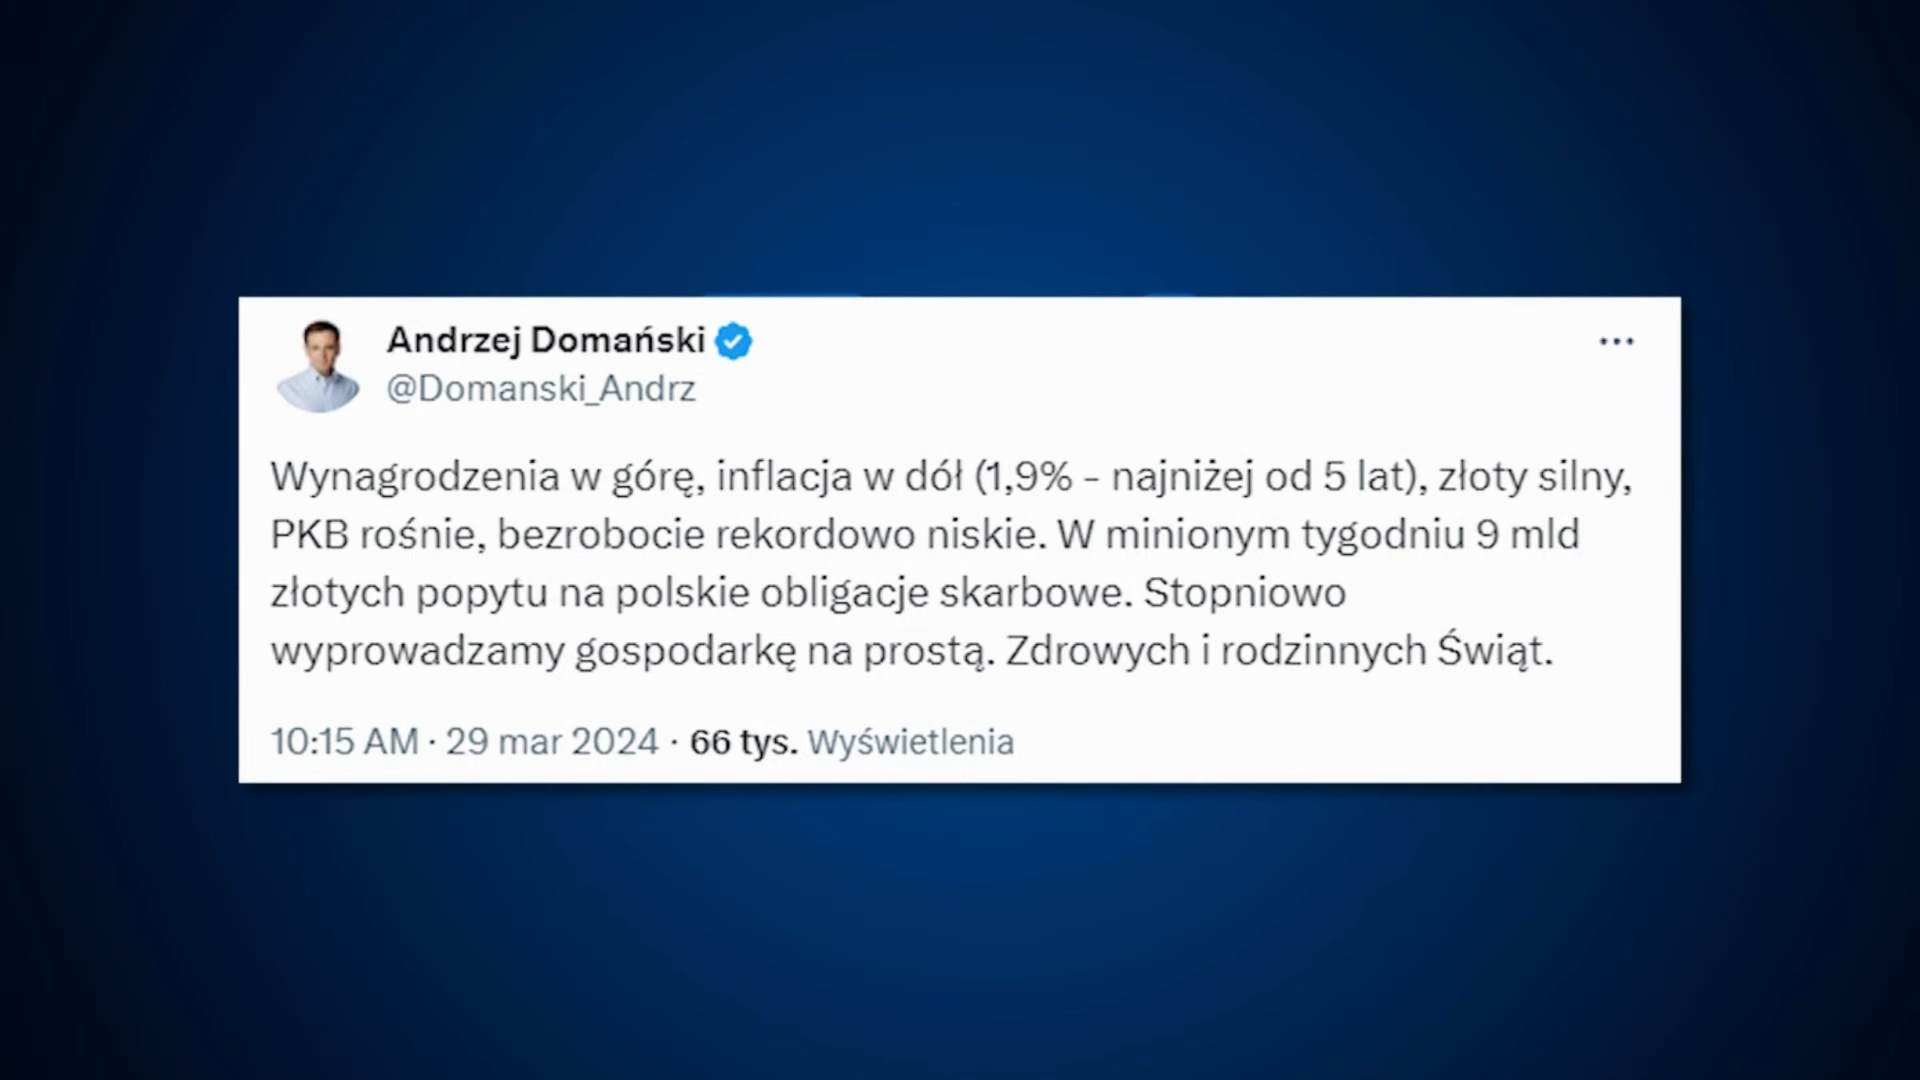 Andrzej Domański
@Domanski_Andrz
Wynagrodzenia w górę, inflacja w dół (1,9% - najniżej od 5 lat), złoty silny,
PKB rośnie, bezrobocie rekordowo niskie. W minionym tygodniu 9 mld
złotych popytu na polskie obligacje skarbowe. Stopniowo
wyprowadzamy gospodarkę na prostą. Zdrowych i rodzinnych Świąt.
10:15 AM · 29 mar 2024 · 66 tys. Wyświetlenia